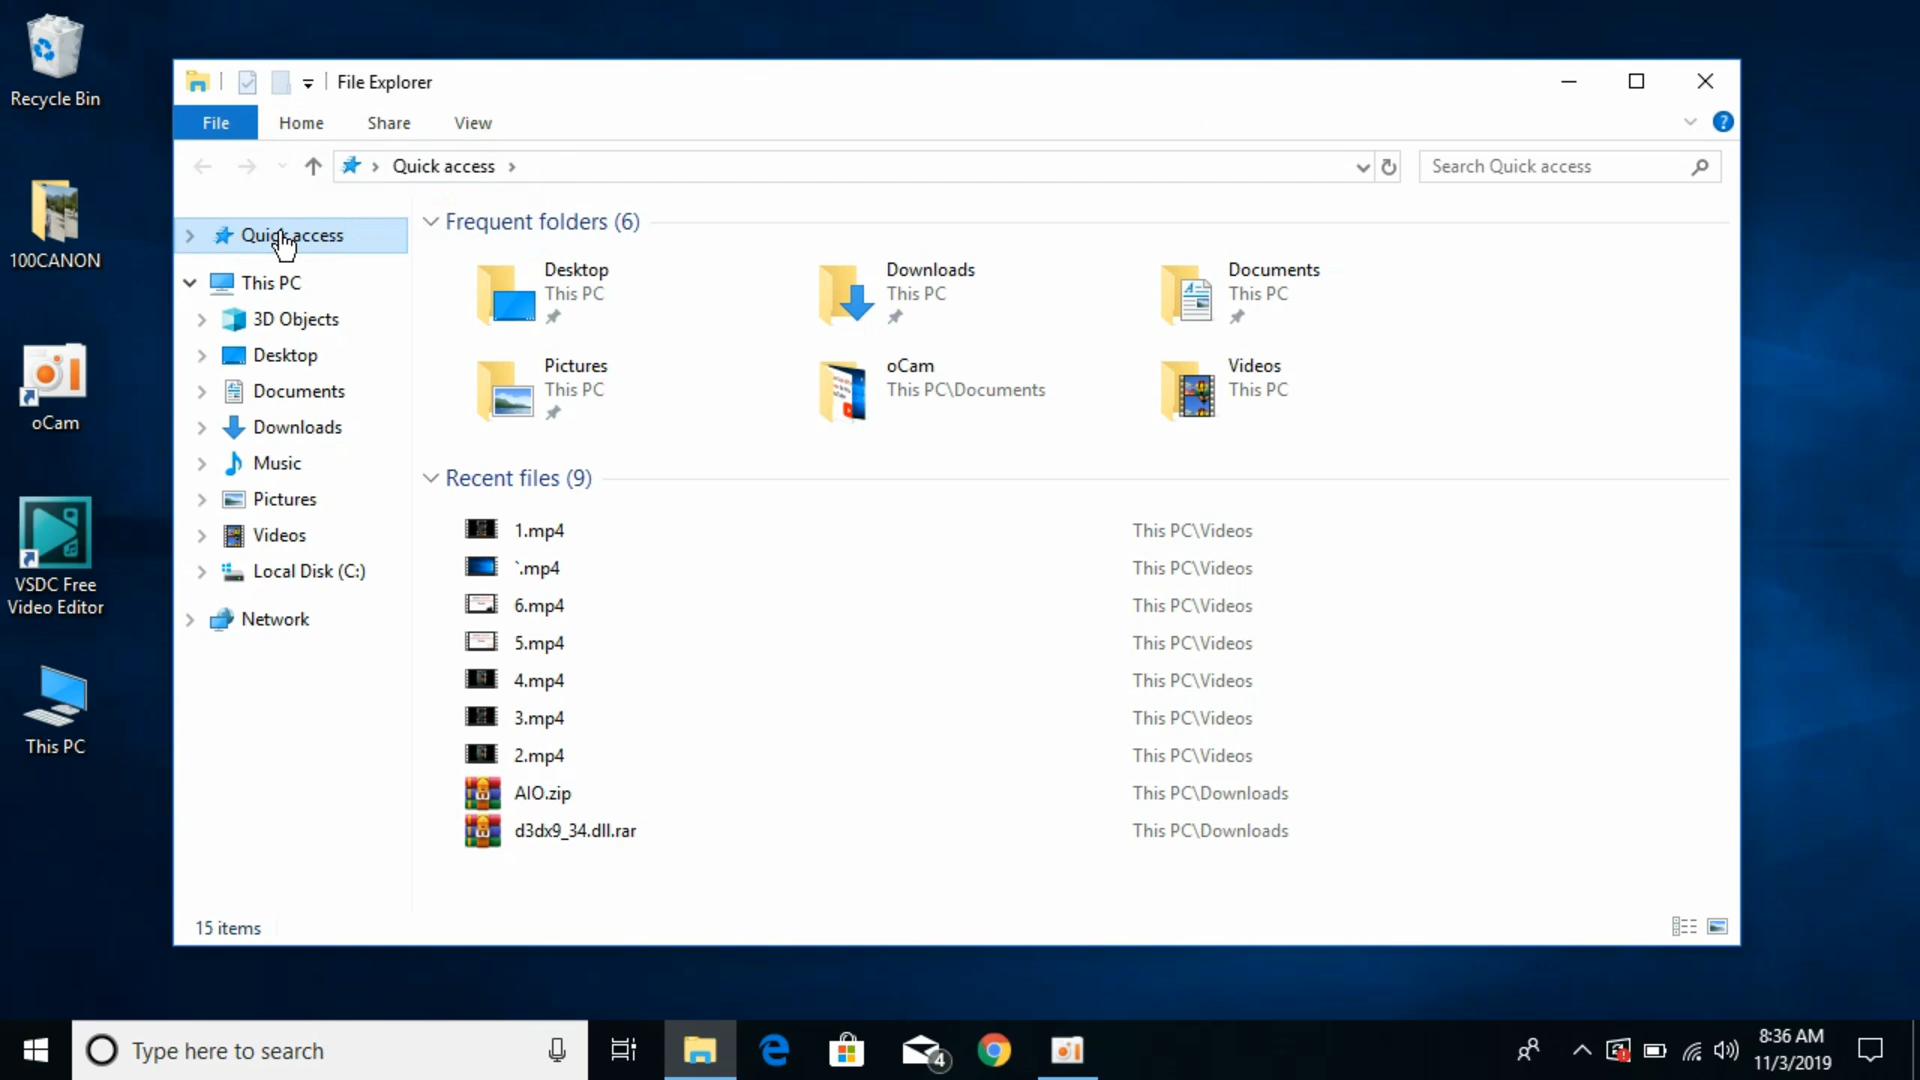 Recycle Bin
100CANON
oCam
VSDC Free
Video Editor
This PC
File Explorer
File
Home
Share
View
?
Quick access
Search Quick access
Quick access
This PC
3D Objects
Desktop
Documents
Downloads
Music
Pictures
Videos
Local Disk (C:)
Network
Frequent folders (6)
Desktop
This PC
Downloads
This PC
Documents
This PC
Pictures
This PC
oCam
This PC\Documents
Videos
This PC
Recent files (9)
1.mp4 This PC\Videos
`.mp4 This PC\Videos
6.mp4 This PC\Videos
5.mp4 This PC\Videos
4.mp4 This PC\Videos
3.mp4 This PC\Videos
2.mp4 This PC\Videos
AIO.zip This PC\Downloads
d3dx9_34.dll.rar This PC\Downloads
15 items
Type here to search
4
8:36 AM
11/3/2019